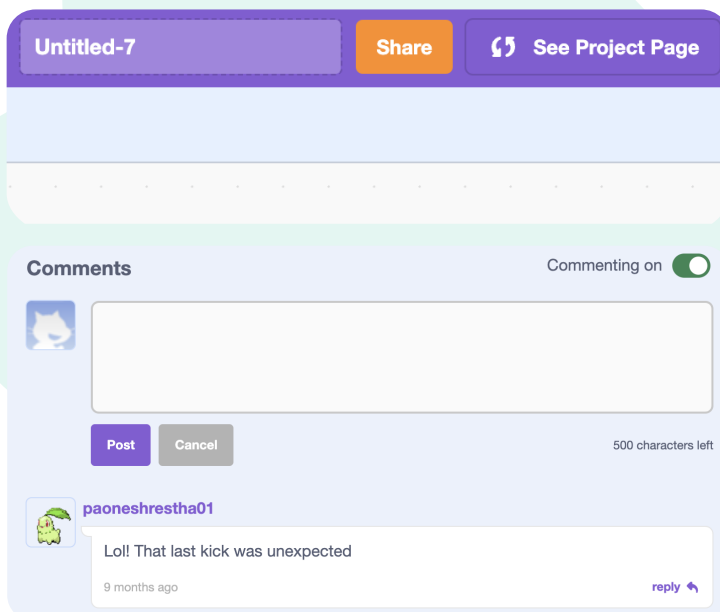 Untitled-7
Share
See Project Page
Comments
Commenting on
Post
Cancel
500 characters left
paoneshrestha01
Lol! That last kick was unexpected
9 months ago
reply